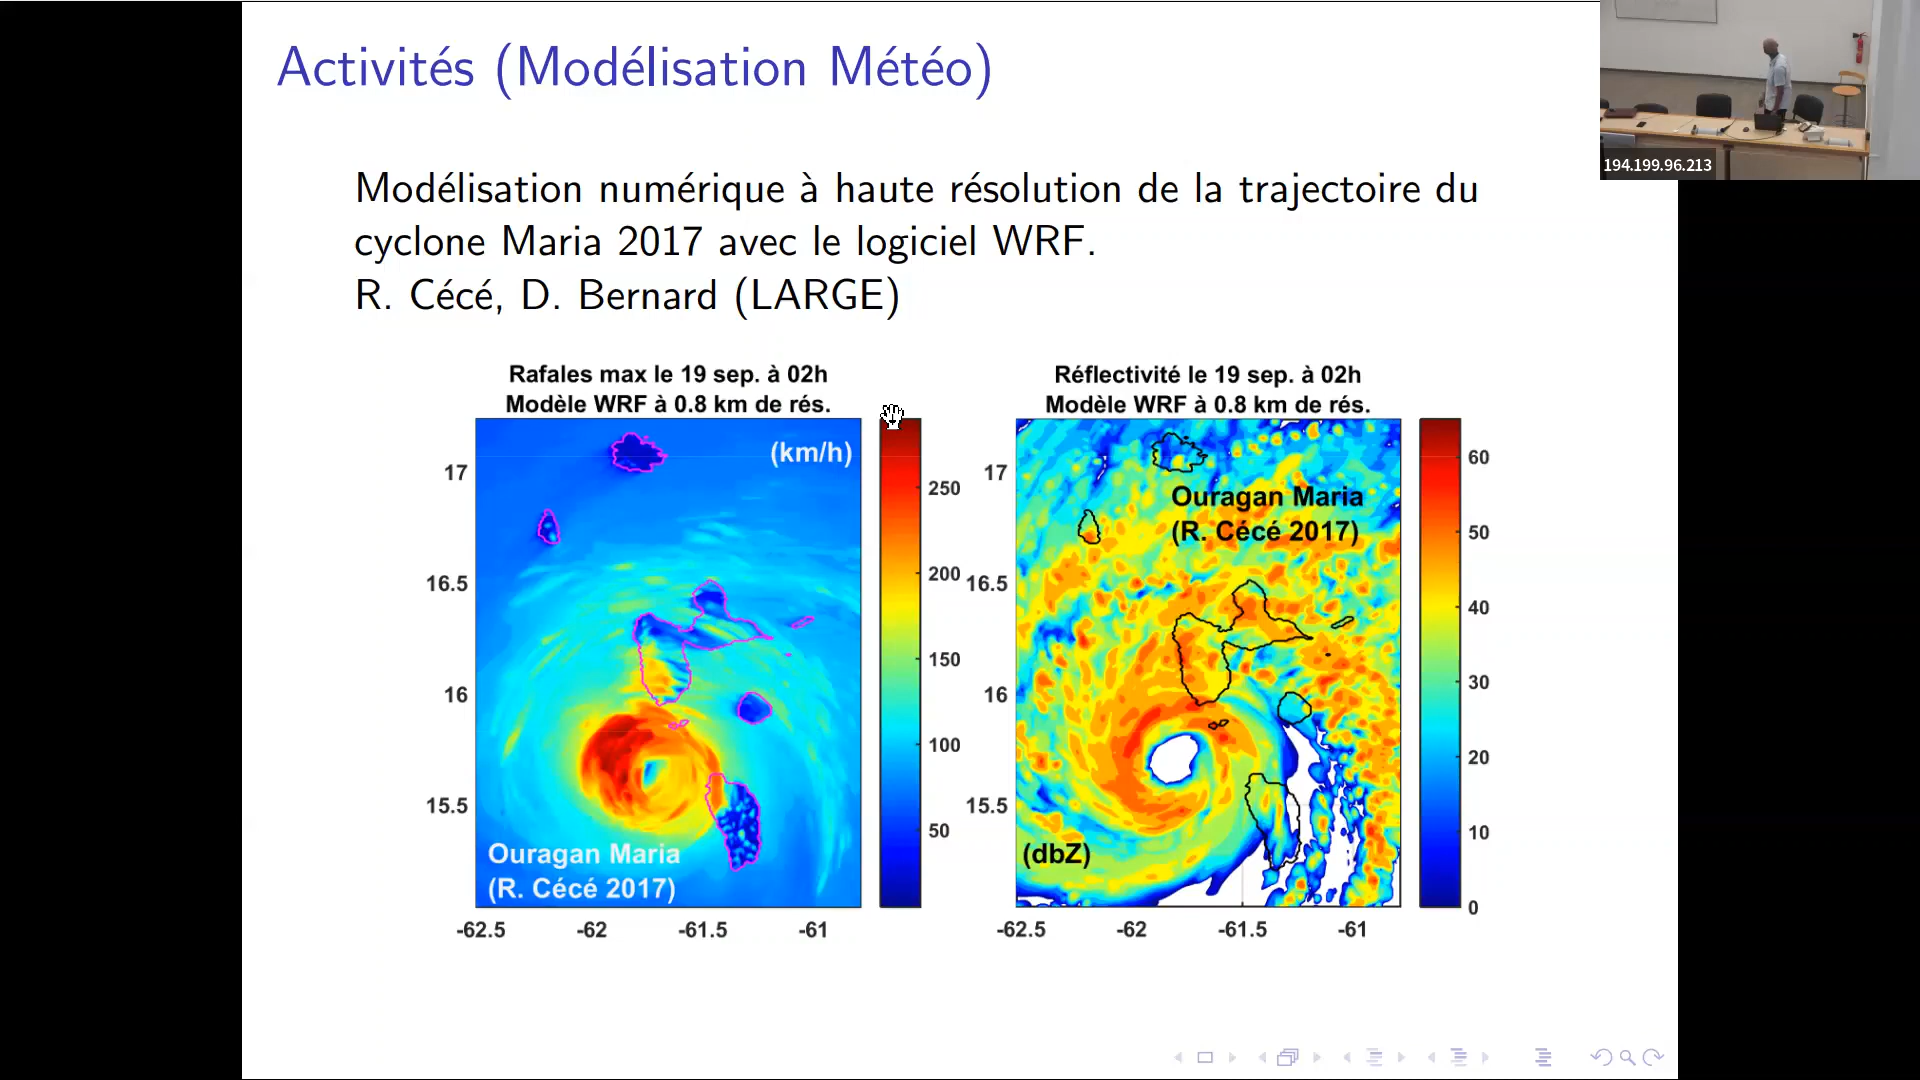 Activités (Modélisation Météo)
194.199.96.213
Modélisation numérique à haute résolution de la trajectoire du
cyclone Maria 2017 avec le logiciel WRF.
R. Cécé, D. Bernard (LARGE)
Rafales max le 19 sep. à 02h
Modèle WRF à 0.8 km de rés.
(km/h)
17
16.5
16
15.5
-62.5
-62
-61.5
-61
250
200
150
100
50
Ouragan Maria
(R. Cécé 2017)
Réflectivité le 19 sep. à 02h
Modèle WRF à 0.8 km de rés.
Ouragan Maria
(R. Cécé 2017)
17
16.5
16
15.5
(dbZ)
-62.5
-62
-61.5
-61
60
50
40
30
20
10
0